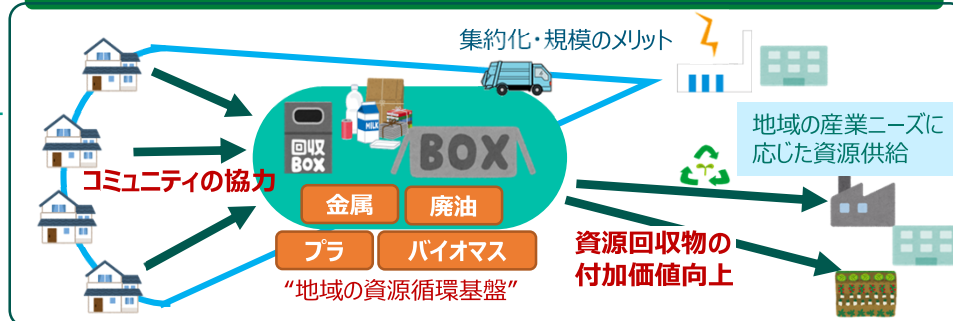 集約化・規模のメリット
地域の産業ニーズに
応じた資源供給
MILK
回収
BOX
BOX
コミュニティの協力
金属
廃油
プラ
バイオマス
“地域の資源循環基盤”
資源回収物の
付加価値向上